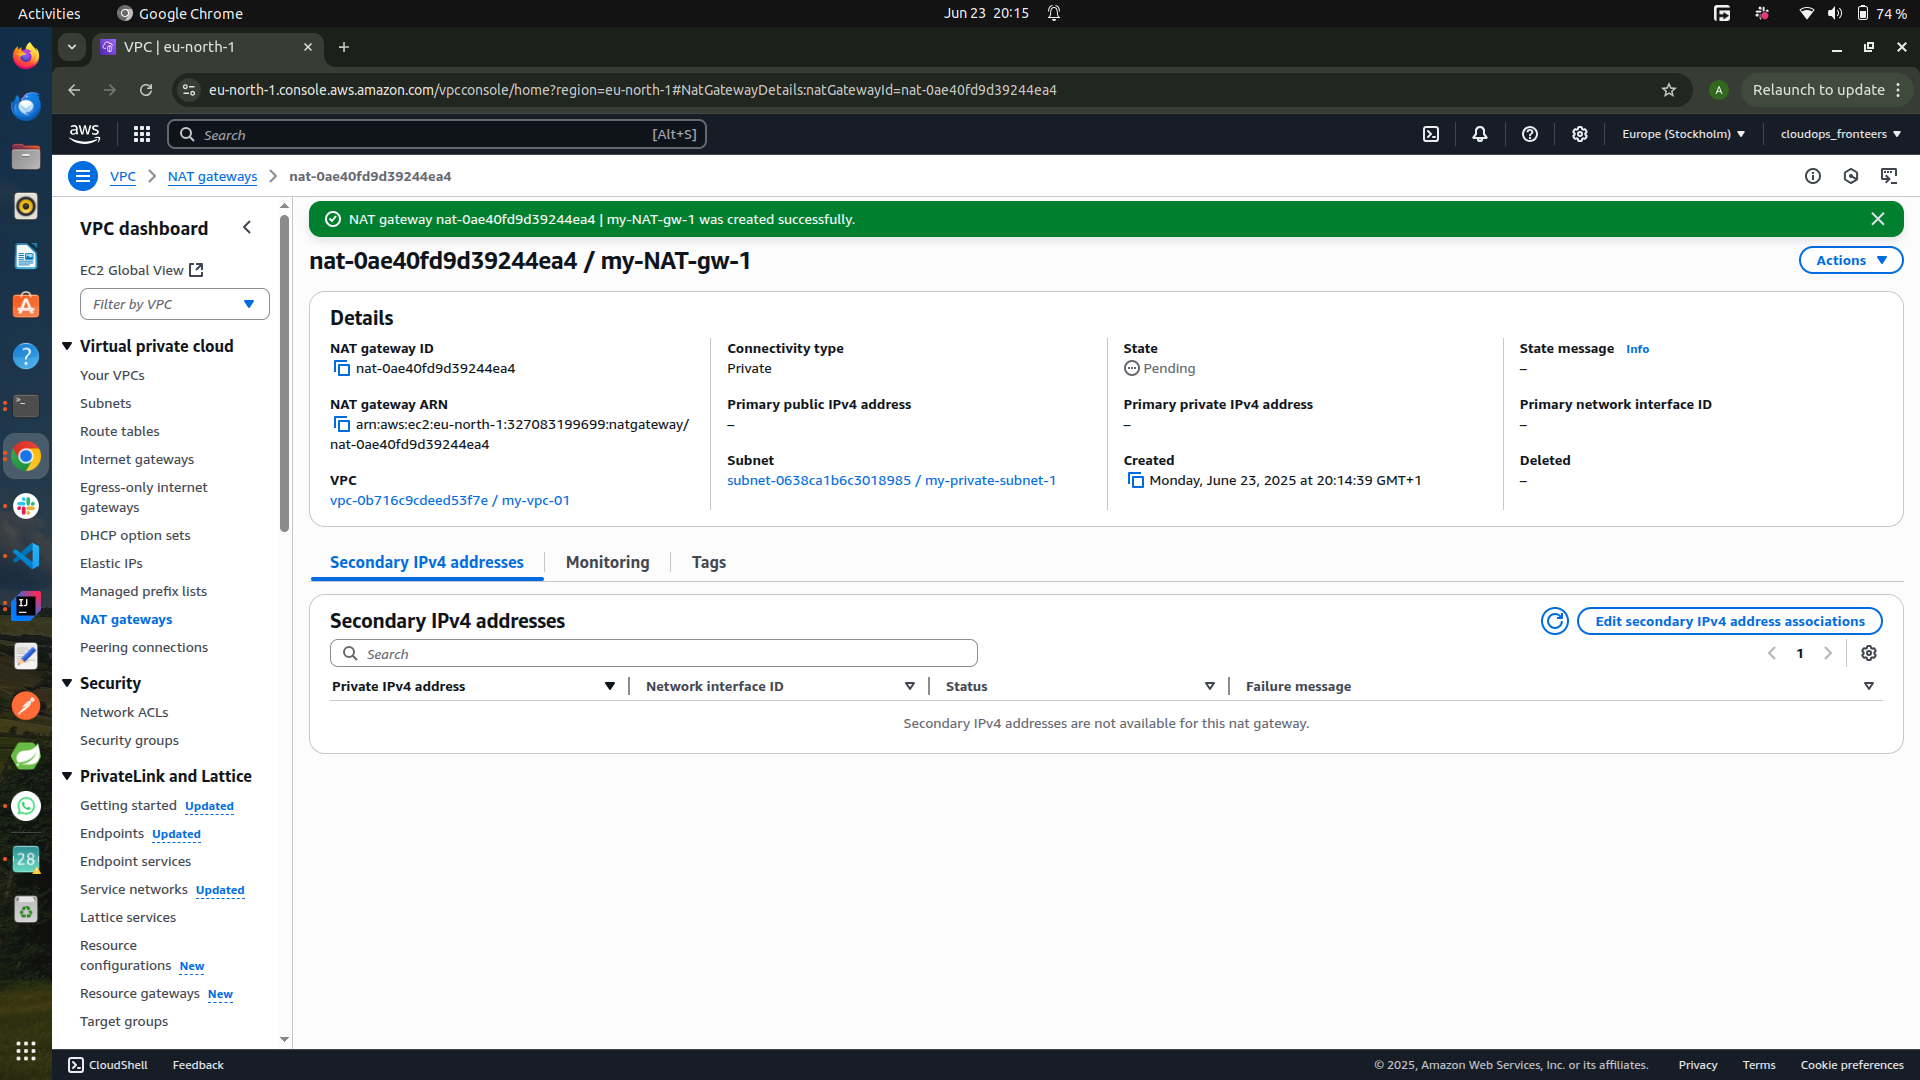 Activities
Google Chrome
Jun 23 20:15
74 %
VPC | eu-north-1
eu-north-1.console.aws.amazon.com/vpcconsole/home?region=eu-north-1#NatGatewayDetails:natGatewayId=nat-0ae40fd9d39244ea4
A
Relaunch to update
aws
Search
[Alt+S]
Europe (Stockholm)
cloudops_fronteers
VPC
NAT gateways
nat-0ae40fd9d39244ea4
VPC dashboard
EC2 Global View
Filter by VPC
Virtual private cloud
Your VPCs
Subnets
Route tables
Internet gateways
Egress-only internet
gateways
DHCP option sets
Elastic IPs
Managed prefix lists
NAT gateways
Peering connections
Security
Network ACLs
Security groups
PrivateLink and Lattice
Getting started Updated
Endpoints Updated
Endpoint services
Service networks Updated
Lattice services
Resource
configurations New
Resource gateways New
Target groups
NAT gateway nat-0ae40fd9d39244ea4 | my-NAT-gw-1 was created successfully.
nat-0ae40fd9d39244ea4 / my-NAT-gw-1
Actions
Details
NAT gateway ID
nat-0ae40fd9d39244ea4
NAT gateway ARN
arn:aws:ec2:eu-north-1:327083199699:natgateway/
nat-0ae40fd9d39244ea4
VPC
vpc-0b716c9cdeed53f7e / my-vpc-01
Connectivity type
Private
Primary public IPv4 address
–
Subnet
subnet-0638ca1b6c3018985 / my-private-subnet-1
State
Pending
Primary private IPv4 address
–
Created
Monday, June 23, 2025 at 20:14:39 GMT+1
State message Info
–
Primary network interface ID
–
Deleted
–
Secondary IPv4 addresses
Monitoring
Tags
Secondary IPv4 addresses
Edit secondary IPv4 address associations
Search
1
Private IPv4 address
Network interface ID
Status
Failure message
Secondary IPv4 addresses are not available for this nat gateway.
IJ
28
CloudShell
Feedback
© 2025, Amazon Web Services, Inc. or its affiliates.
Privacy
Terms
Cookie preferences